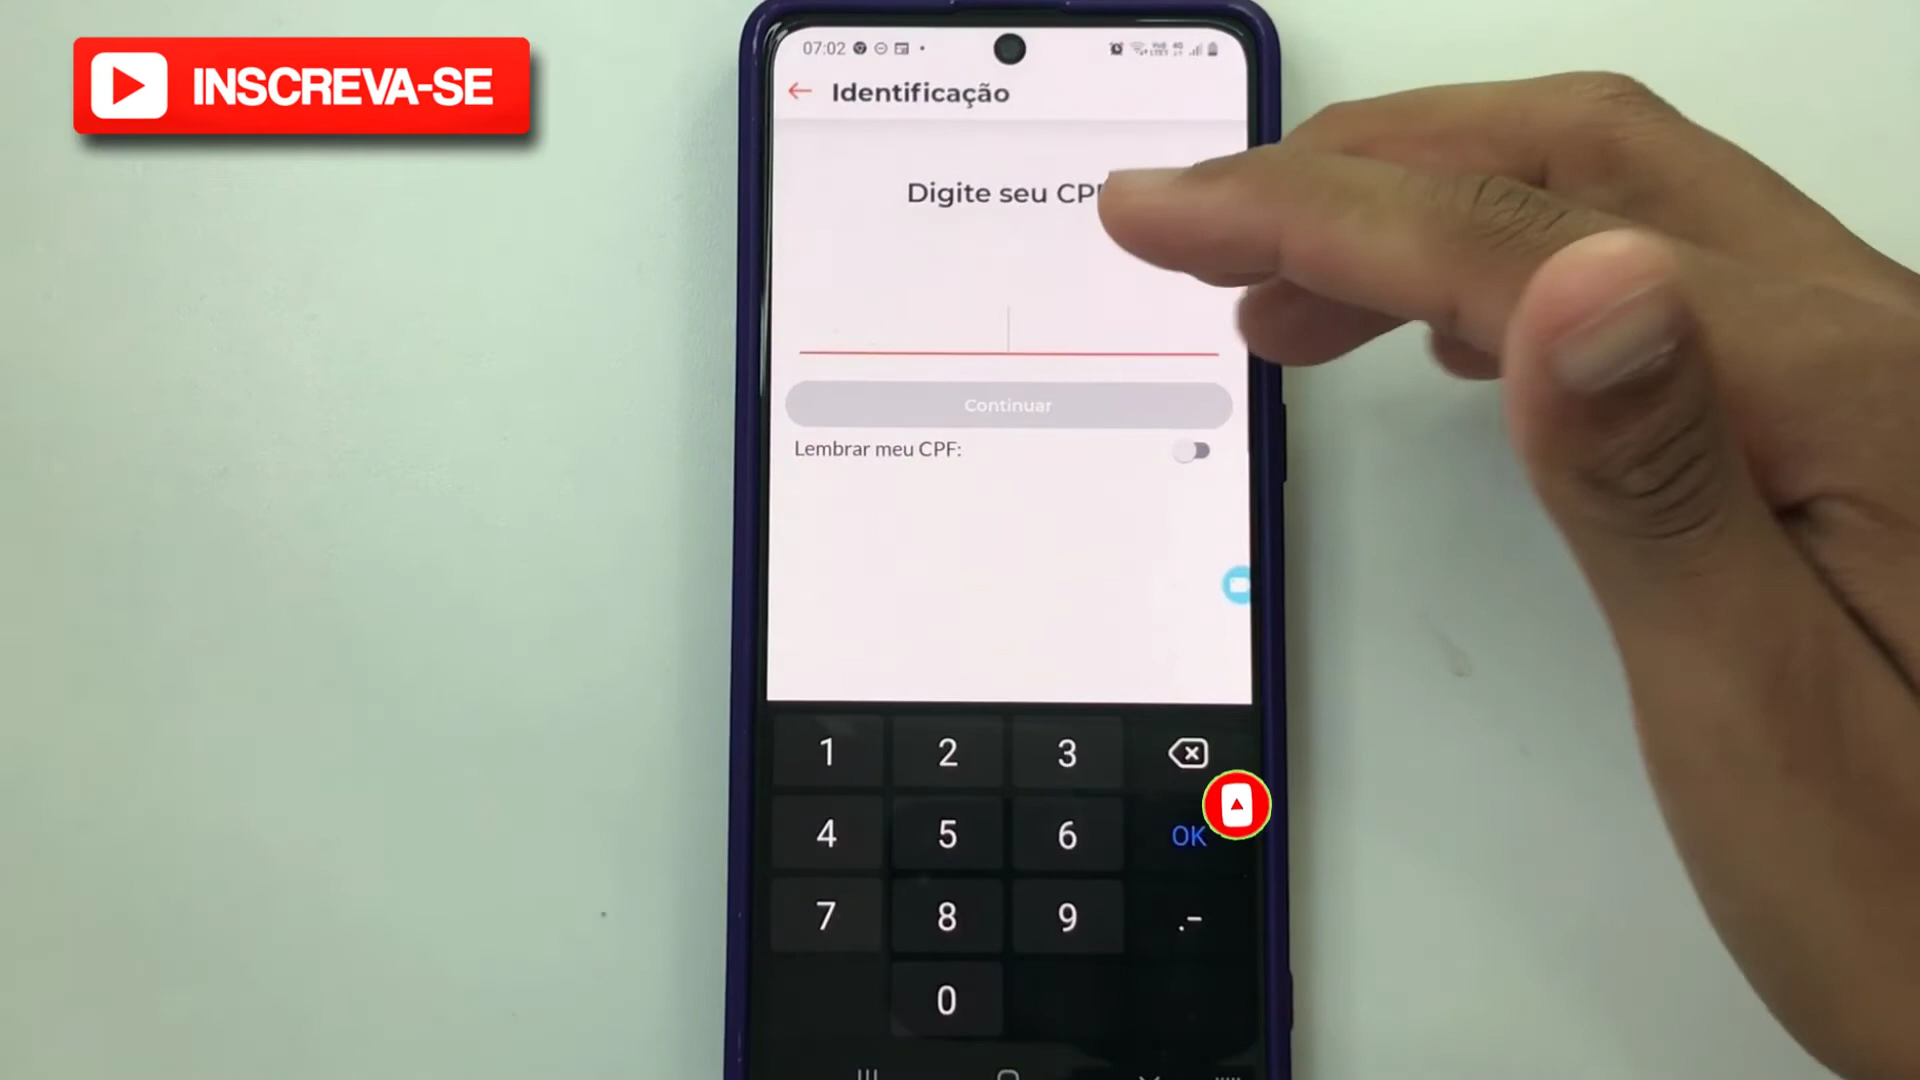 INSCREVA-SE
07:02
Identificação
Digite seu CPF
Continuar
Lembrar meu CPF:
1 2 3
4 5 6 OK
7 8 9 .-
0